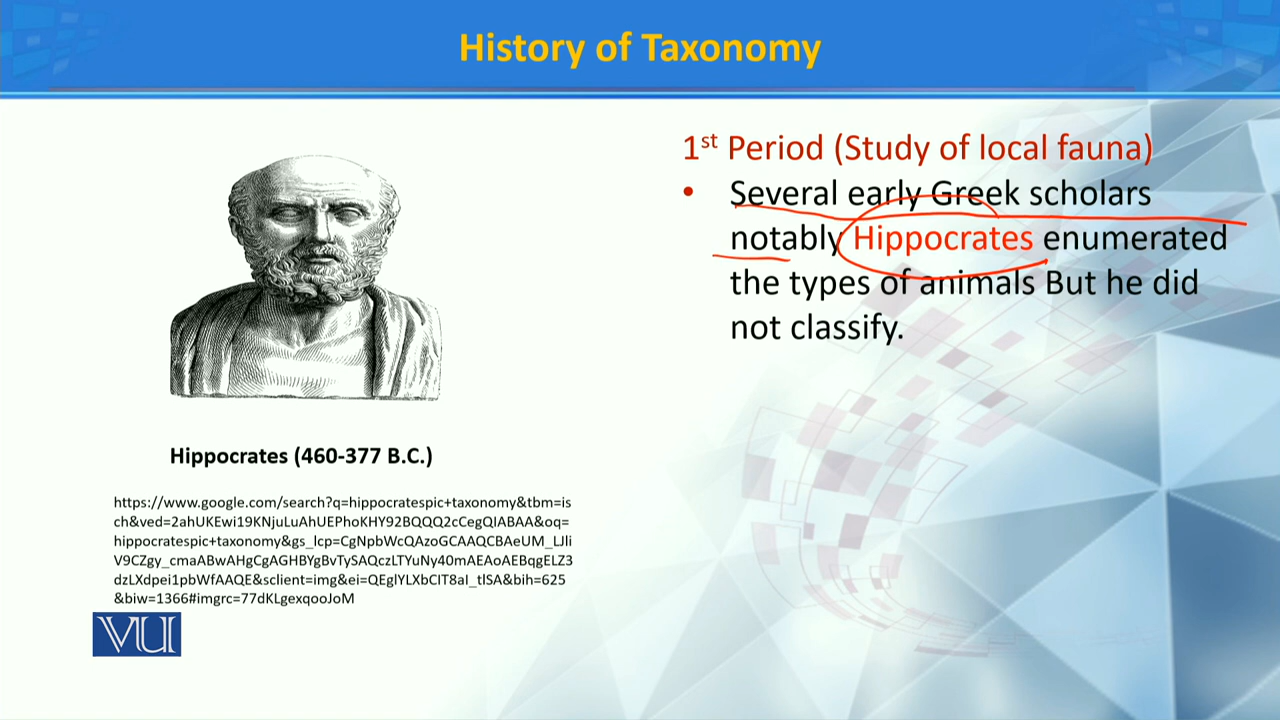 History of Taxonomy
1st Period (Study of local fauna)
• Several early Greek scholars
notably Hippocrates enumerated
the types of animals But he did
not classify.
Hippocrates (460-377 B.C.)
https://www.google.com/search?q=hippocratespic+taxonomy&tbm=is
ch&ved=2ahUKEwi19KNjuLuAhUEPhoKHY92BQQQ2cCegQIABAA&oq=
hippocratespic+taxonomy&gs_lcp=CgNpbWcQAzoGCAAQCBAeUM_LJli
V9CZgy_cmaABwAHgCgAGHBYgBvTySAQczLTYuNy40mAEAoAEBqgELZ3
dzLXdpei1pbWfAAQE&sclient=img&ei=QEglYLXbCIT8aI_tlSA&bih=625
&biw=1366#imgrc=77dKLgexqooJoM
VU